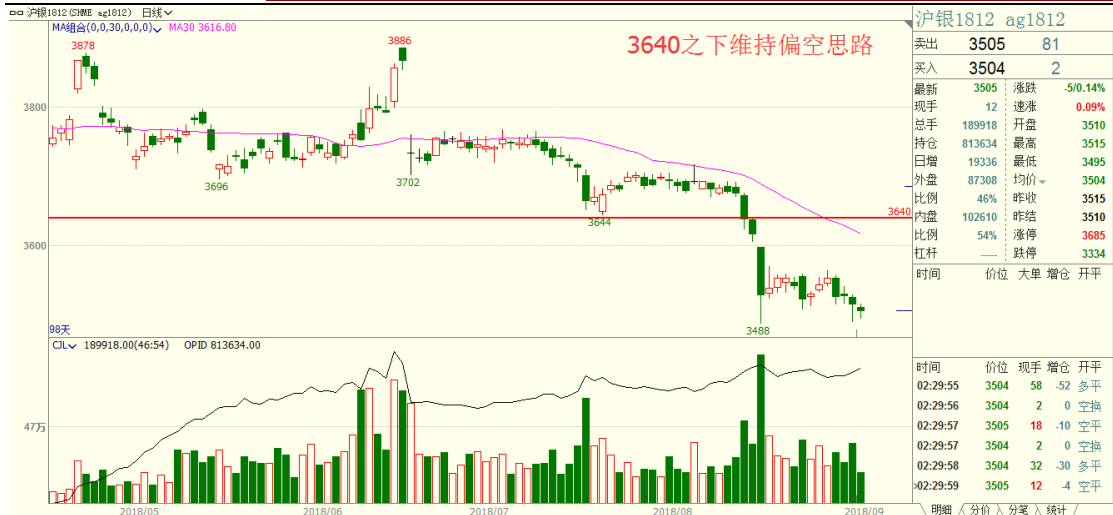 沪银1812(SHME ag1812) 日线
MA组合(0,0,30,0,0,0) MA30 3616.80
3878
3886
3640之下维持偏空思路
3800
3696
3702
3644
3640
3600
3488
98天
CJL 189918.00(46:54) OPID 813634.00
47万
2018/05
2018/06
2018/07
2018/08
2018/09
沪银1812 ag1812
卖出 3505 81
买入 3504 2
最新 3505 涨跌 -5/0.14%
现手 12 速涨 0.09%
总手 189918 开盘 3510
持仓 813634 最高 3515
日增 19336 最低 3495
外盘 87308 均价 3504
比例 46% 昨收 3515
内盘 102610 昨结 3510
比例 54% 涨停 3685
杠杆 ----- 跌停 3334
时间 价位 大单 增仓 开平
时间 价位 现手 增仓 开平
02:29:55 3504 58 -52 多平
02:29:56 3504 2 0 空换
02:29:57 3505 18 -10 空平
02:29:57 3504 2 0 空换
02:29:58 3504 32 -30 多平
02:29:59 3505 12 -4 空平
明细 分价 分笔 统计